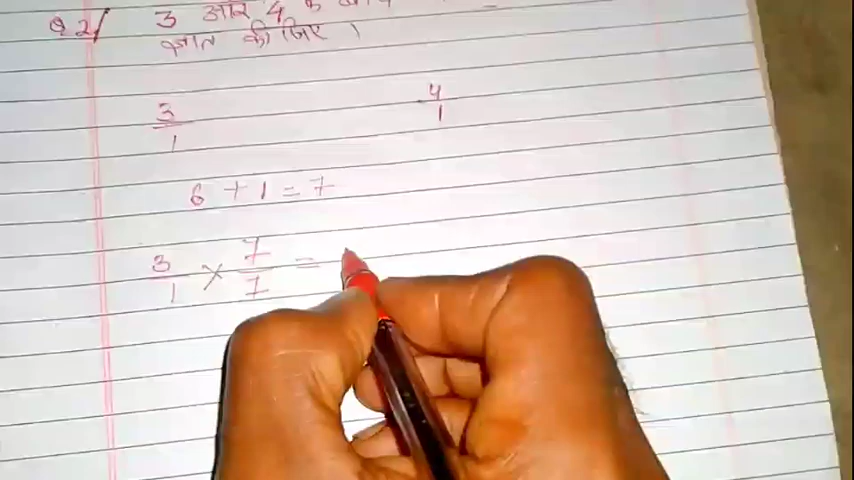 Q2/ 3 और 4 के
ज्ञात कीजिए ।
3/1 4/1
6 + 1 = 7
3/1 × 7/7 =